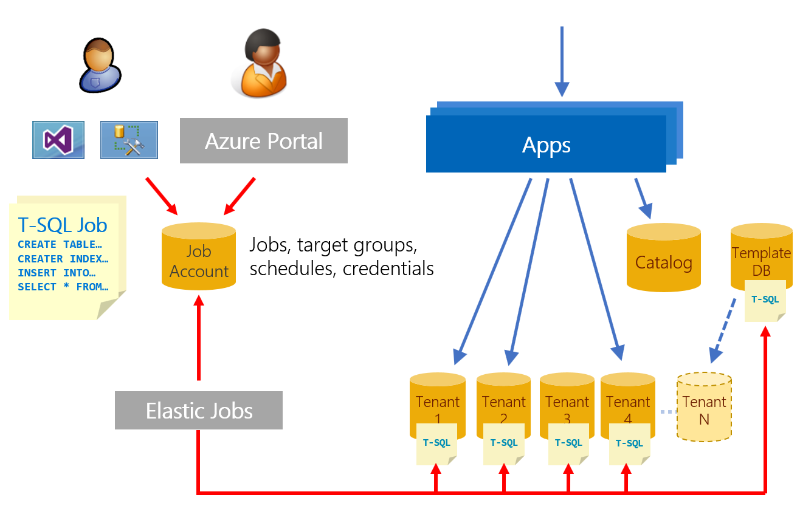 Azure Portal
Apps
T-SQL Job
CREATE TABLE…
CREATER INDEX…
INSERT INTO…
SELECT * FROM…
Job
Account
Jobs, target groups,
schedules, credentials
Catalog
Template
DB
T-SQL
Elastic Jobs
Tenant
1
T-SQL
Tenant
2
T-SQL
Tenant
3
T-SQL
Tenant
4
T-SQL
Tenant
N